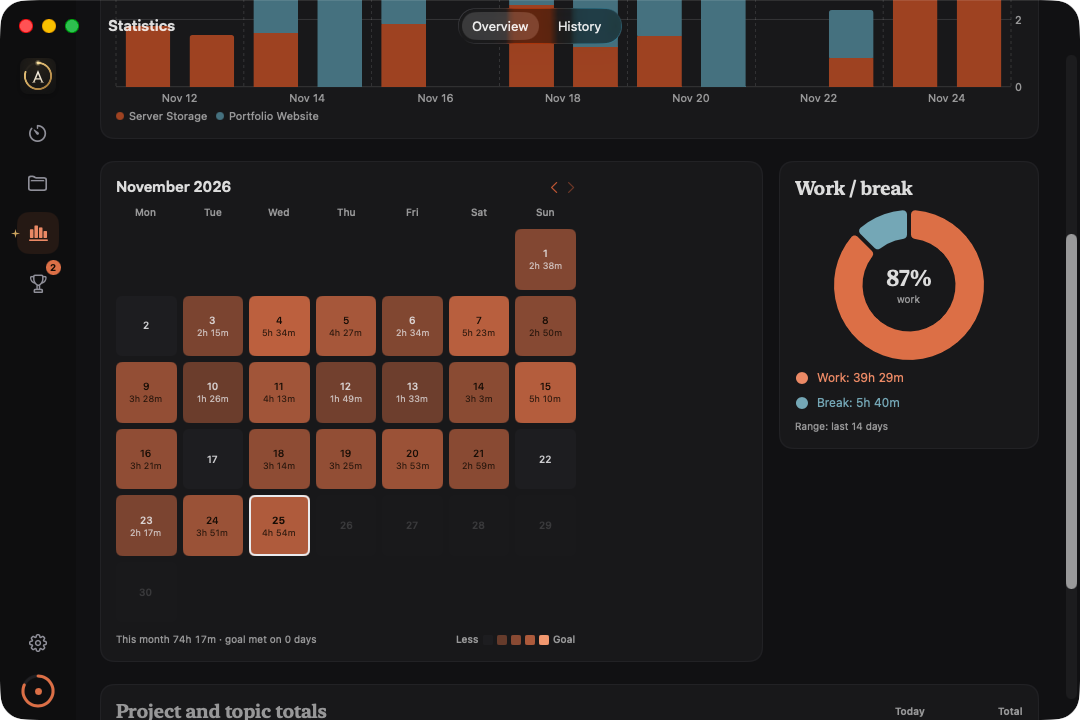 Statistics
Overview
History
A
2
0
Nov 12
Nov 14
Nov 16
Nov 18
Nov 20
Nov 22
Nov 24
Server Storage
Portfolio Website
2
November 2026
Mon
Tue
Wed
Thu
Fri
Sat
Sun
1
2h 38m
2
3
2h 15m
4
5h 34m
5
4h 27m
6
2h 34m
7
5h 23m
8
2h 50m
9
3h 28m
10
1h 26m
11
4h 13m
12
1h 49m
13
1h 33m
14
3h 3m
15
5h 10m
16
3h 21m
17
18
3h 14m
19
3h 25m
20
3h 53m
21
2h 59m
22
23
2h 17m
24
3h 51m
25
4h 54m
26
27
28
29
30
This month 74h 17m · goal met on 0 days
Less
Goal
Work / break
87%
work
Work: 39h 29m
Break: 5h 40m
Range: last 14 days
Project and topic totals
Today
Total